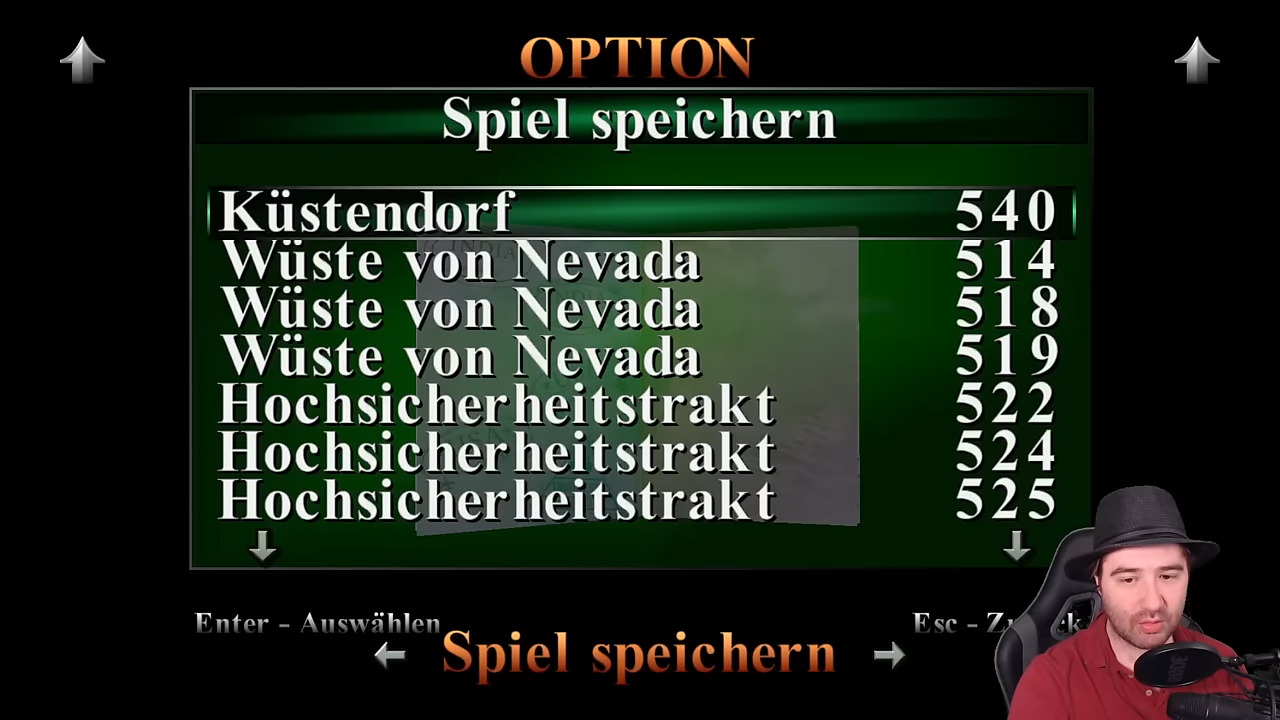 OPTION
Spiel speichern
Küstendorf 540
Wüste von Nevada 514
Wüste von Nevada 518
Wüste von Nevada 519
Hochsicherheitstrakt 522
Hochsicherheitstrakt 524
Hochsicherheitstrakt 525
Enter - Auswählen Esc -
Spiel speichern